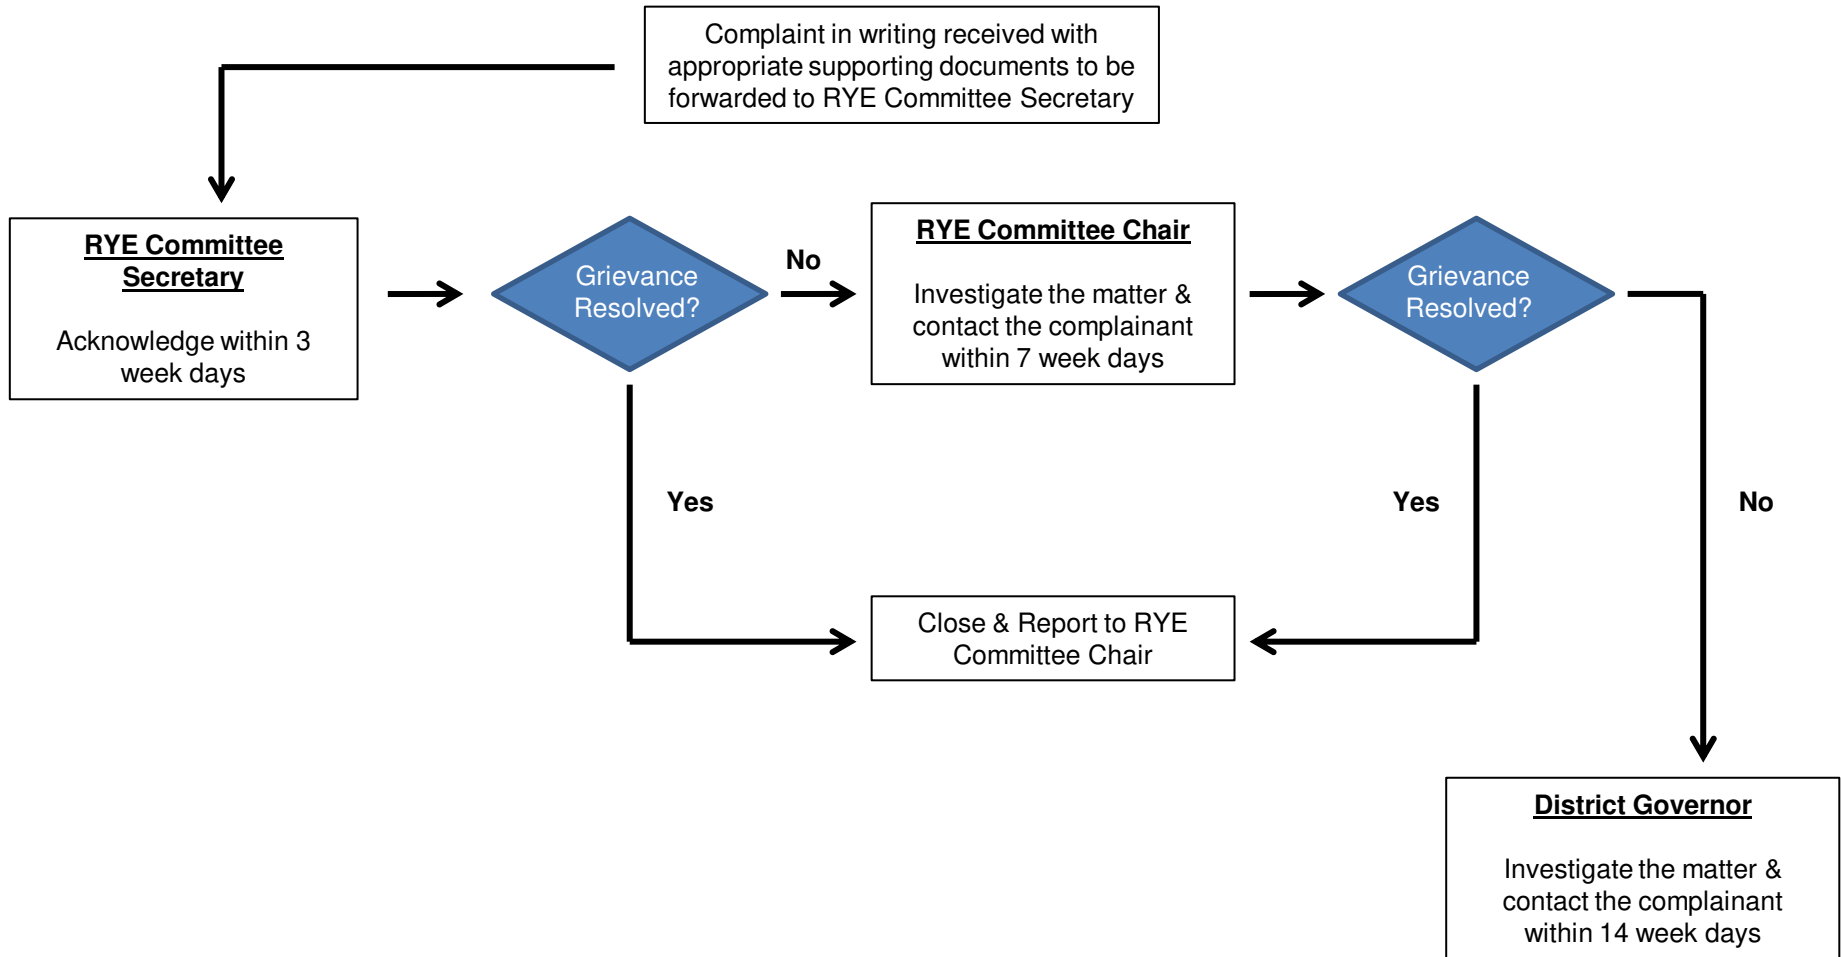 Complaint in writing received with
appropriate supporting documents to be
forwarded to RYE Committee Secretary
RYE Committee
Secretary
Acknowledge within 3
week days
Grievance
Resolved?
No
RYE Committee Chair
Investigate the matter &
contact the complainant
within 7 week days
Grievance
Resolved?
Yes
Yes
No
Close & Report to RYE
Committee Chair
District Governor
Investigate the matter &
contact the complainant
within 14 week days